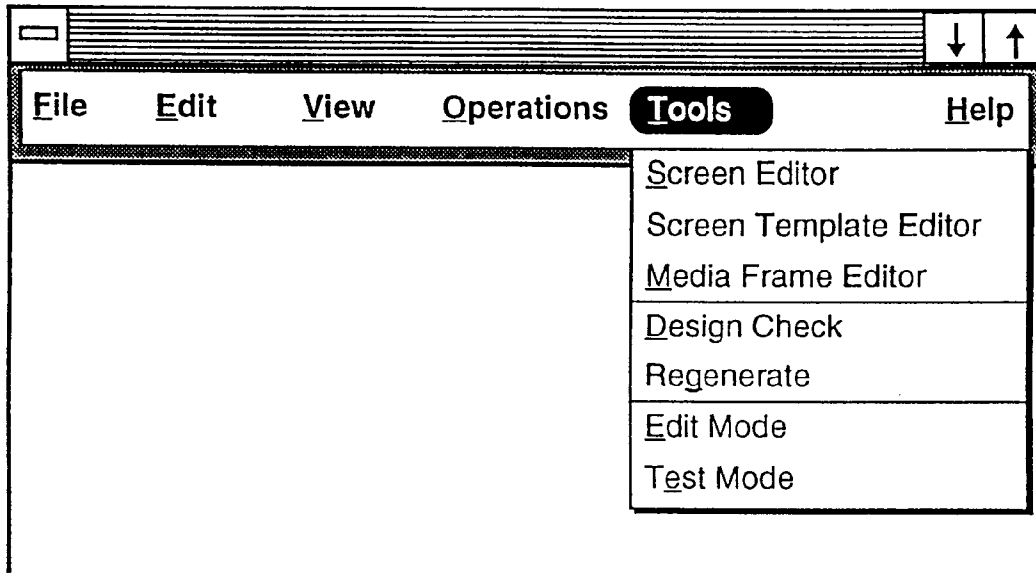 File Edit View Operations Tools Help
Screen Editor
Screen Template Editor
Media Frame Editor
Design Check
Regenerate
Edit Mode
Test Mode